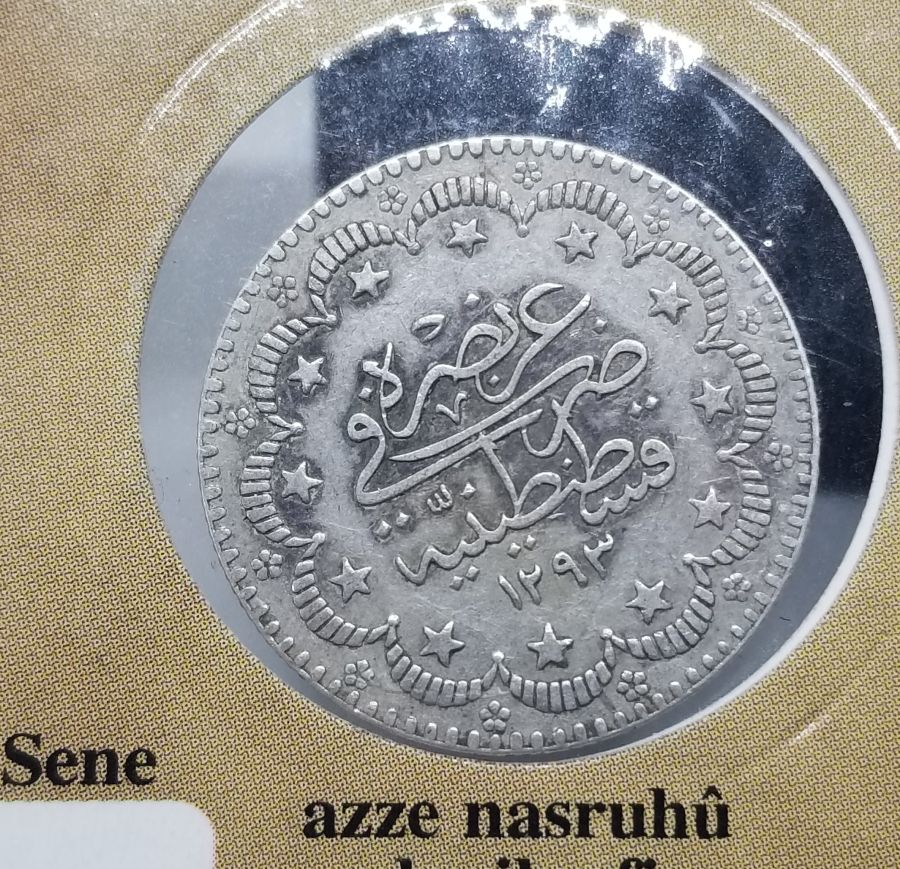 عز نصره
ضرب
في
قسطنطينية
١٢٩٣
Sene
azze nasruhû